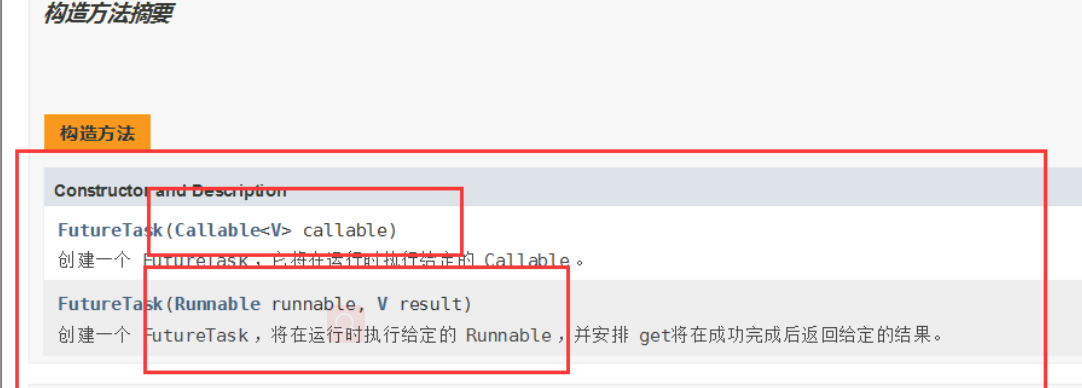 构造方法摘要
构造方法
Constructor and Description
FutureTask(Callable<V> callable)
创建一个 FutureTask，它将在运行时执行给定的 Callable 。
FutureTask(Runnable runnable, V result)
创建一个 FutureTask，将在运行时执行给定的 Runnable ，并安排 get将在成功完成后返回给定的结果。